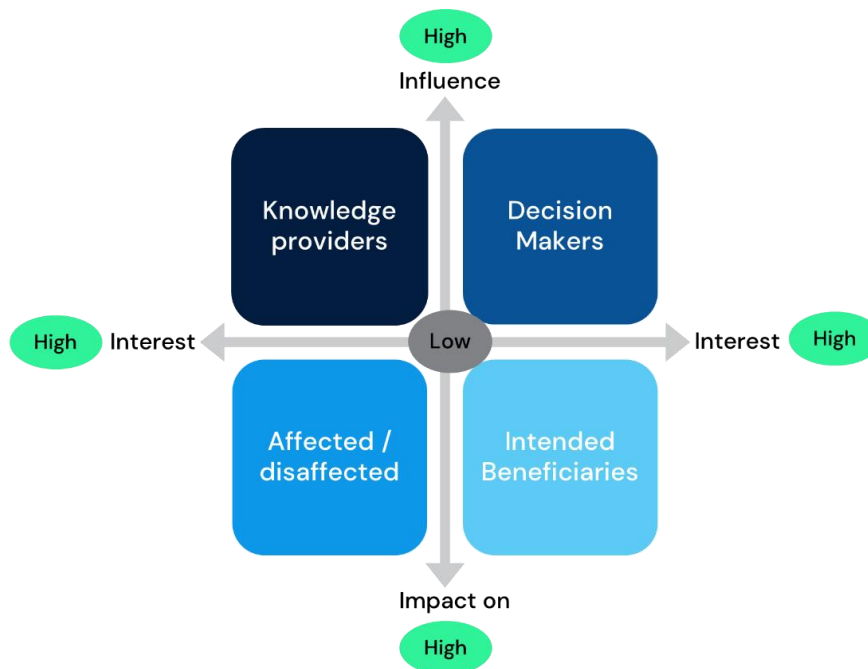 High
Influence
Knowledge
providers
Decision
Makers
High
Interest
Low
Interest
High
Affected /
disaffected
Intended
Beneficiaries
Impact on
High